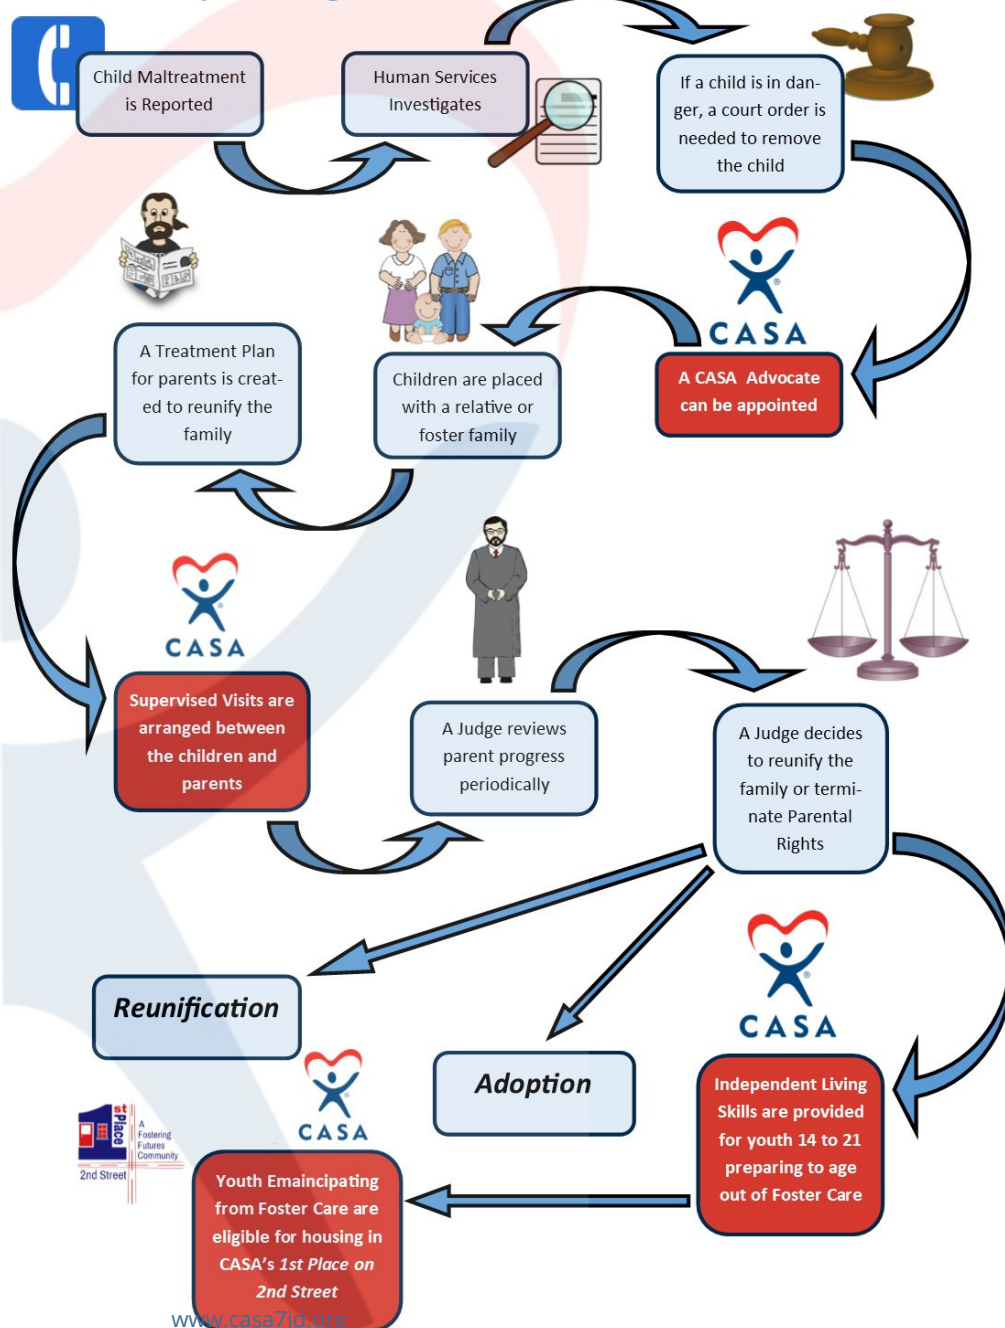 Child Maltreatment
is Reported
Human Services
Investigates
If a child is in dan-
ger, a court order is
needed to remove
the child
CASA
®
A CASA Advocate
can be appointed
Children are placed
with a relative or
foster family
A Treatment Plan
for parents is creat-
ed to reunify the
family
CASA
Supervised Visits are
arranged between
the children and
parents
A Judge reviews
parent progress
periodically
A Judge decides
to reunify the
family or termi-
nate Parental
Rights
Reunification
Adoption
CASA
®
Independent Living
Skills are provided
for youth 14 to 21
preparing to age
out of Foster Care
CASA
1st Place
A
Fostering
Futures
Community
2nd Street
Youth Emaincipating
from Foster Care are
eligible for housing in
CASA's 1st Place on
2nd Street
www.casa7id.org